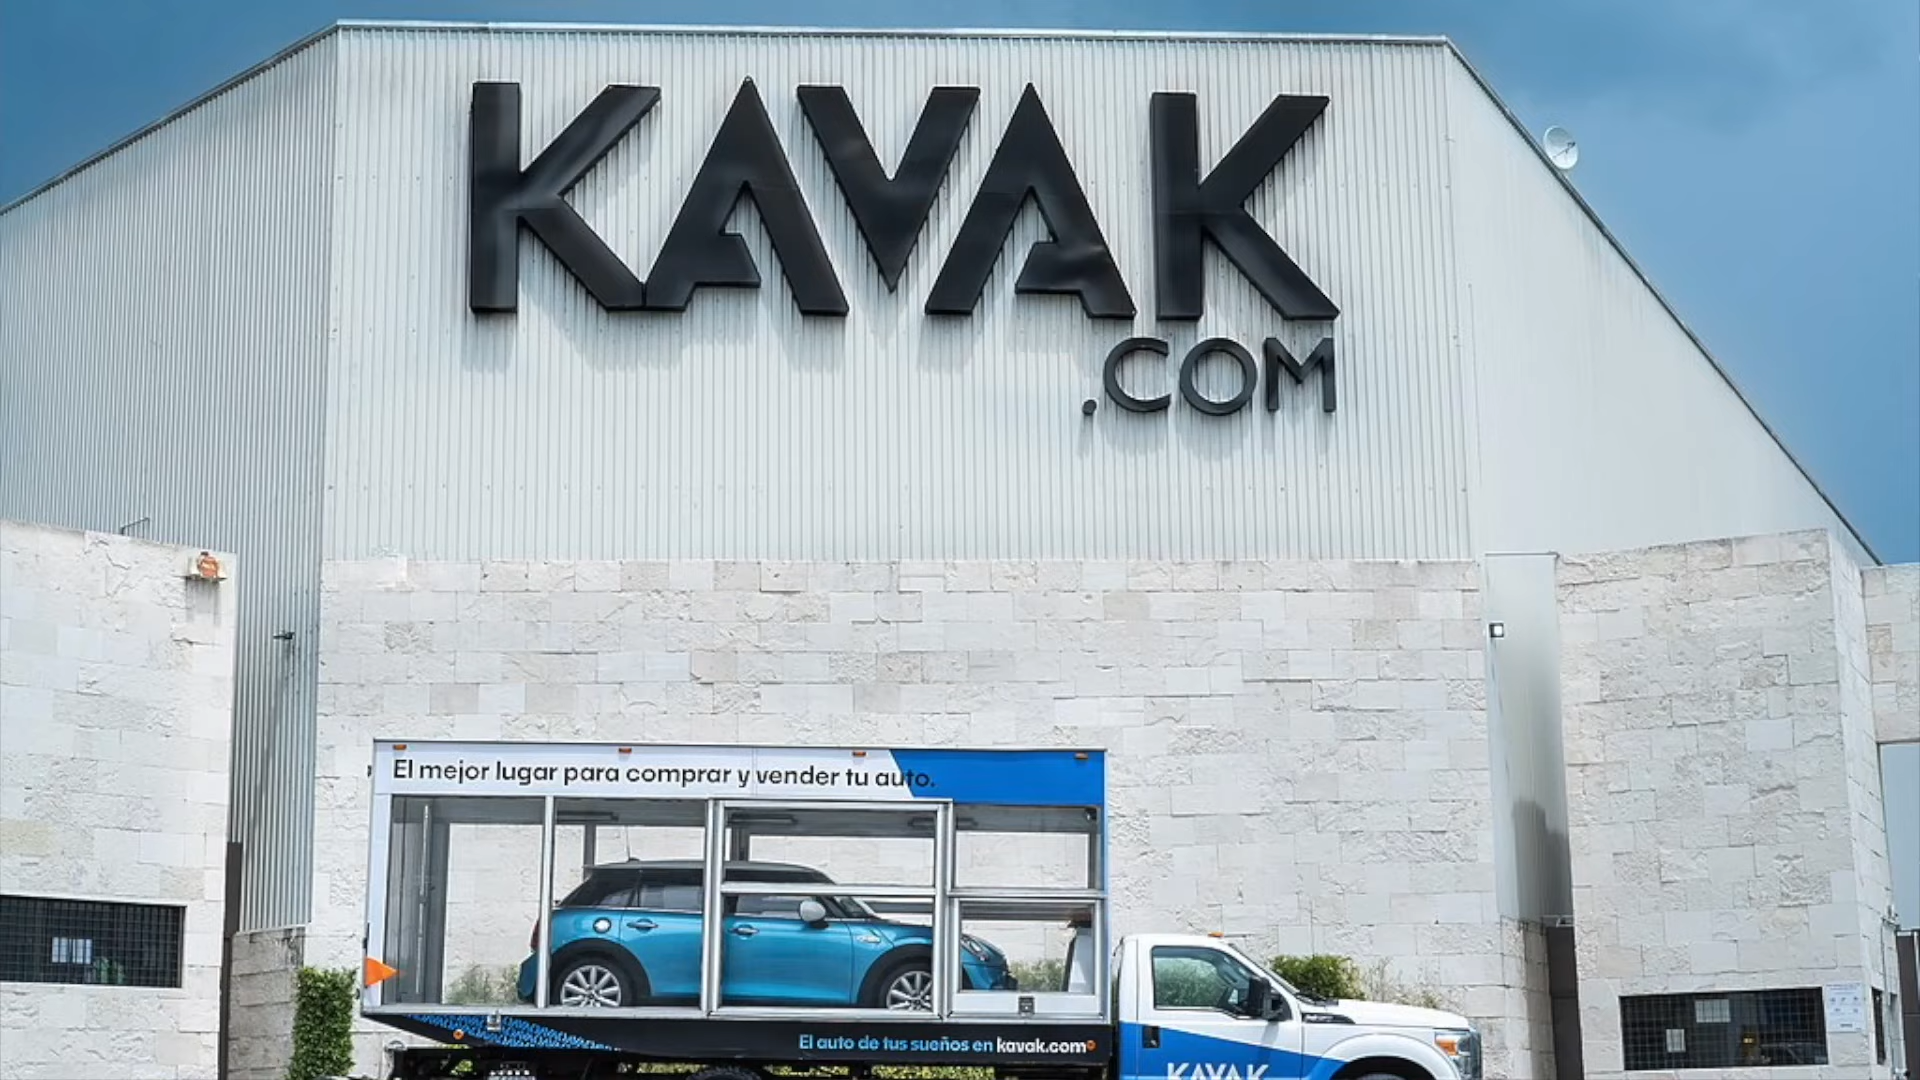 KAVAK
.COM
El mejor lugar para comprar y vender tu auto.
El auto de tus sueños en kavak.com
KAVAK